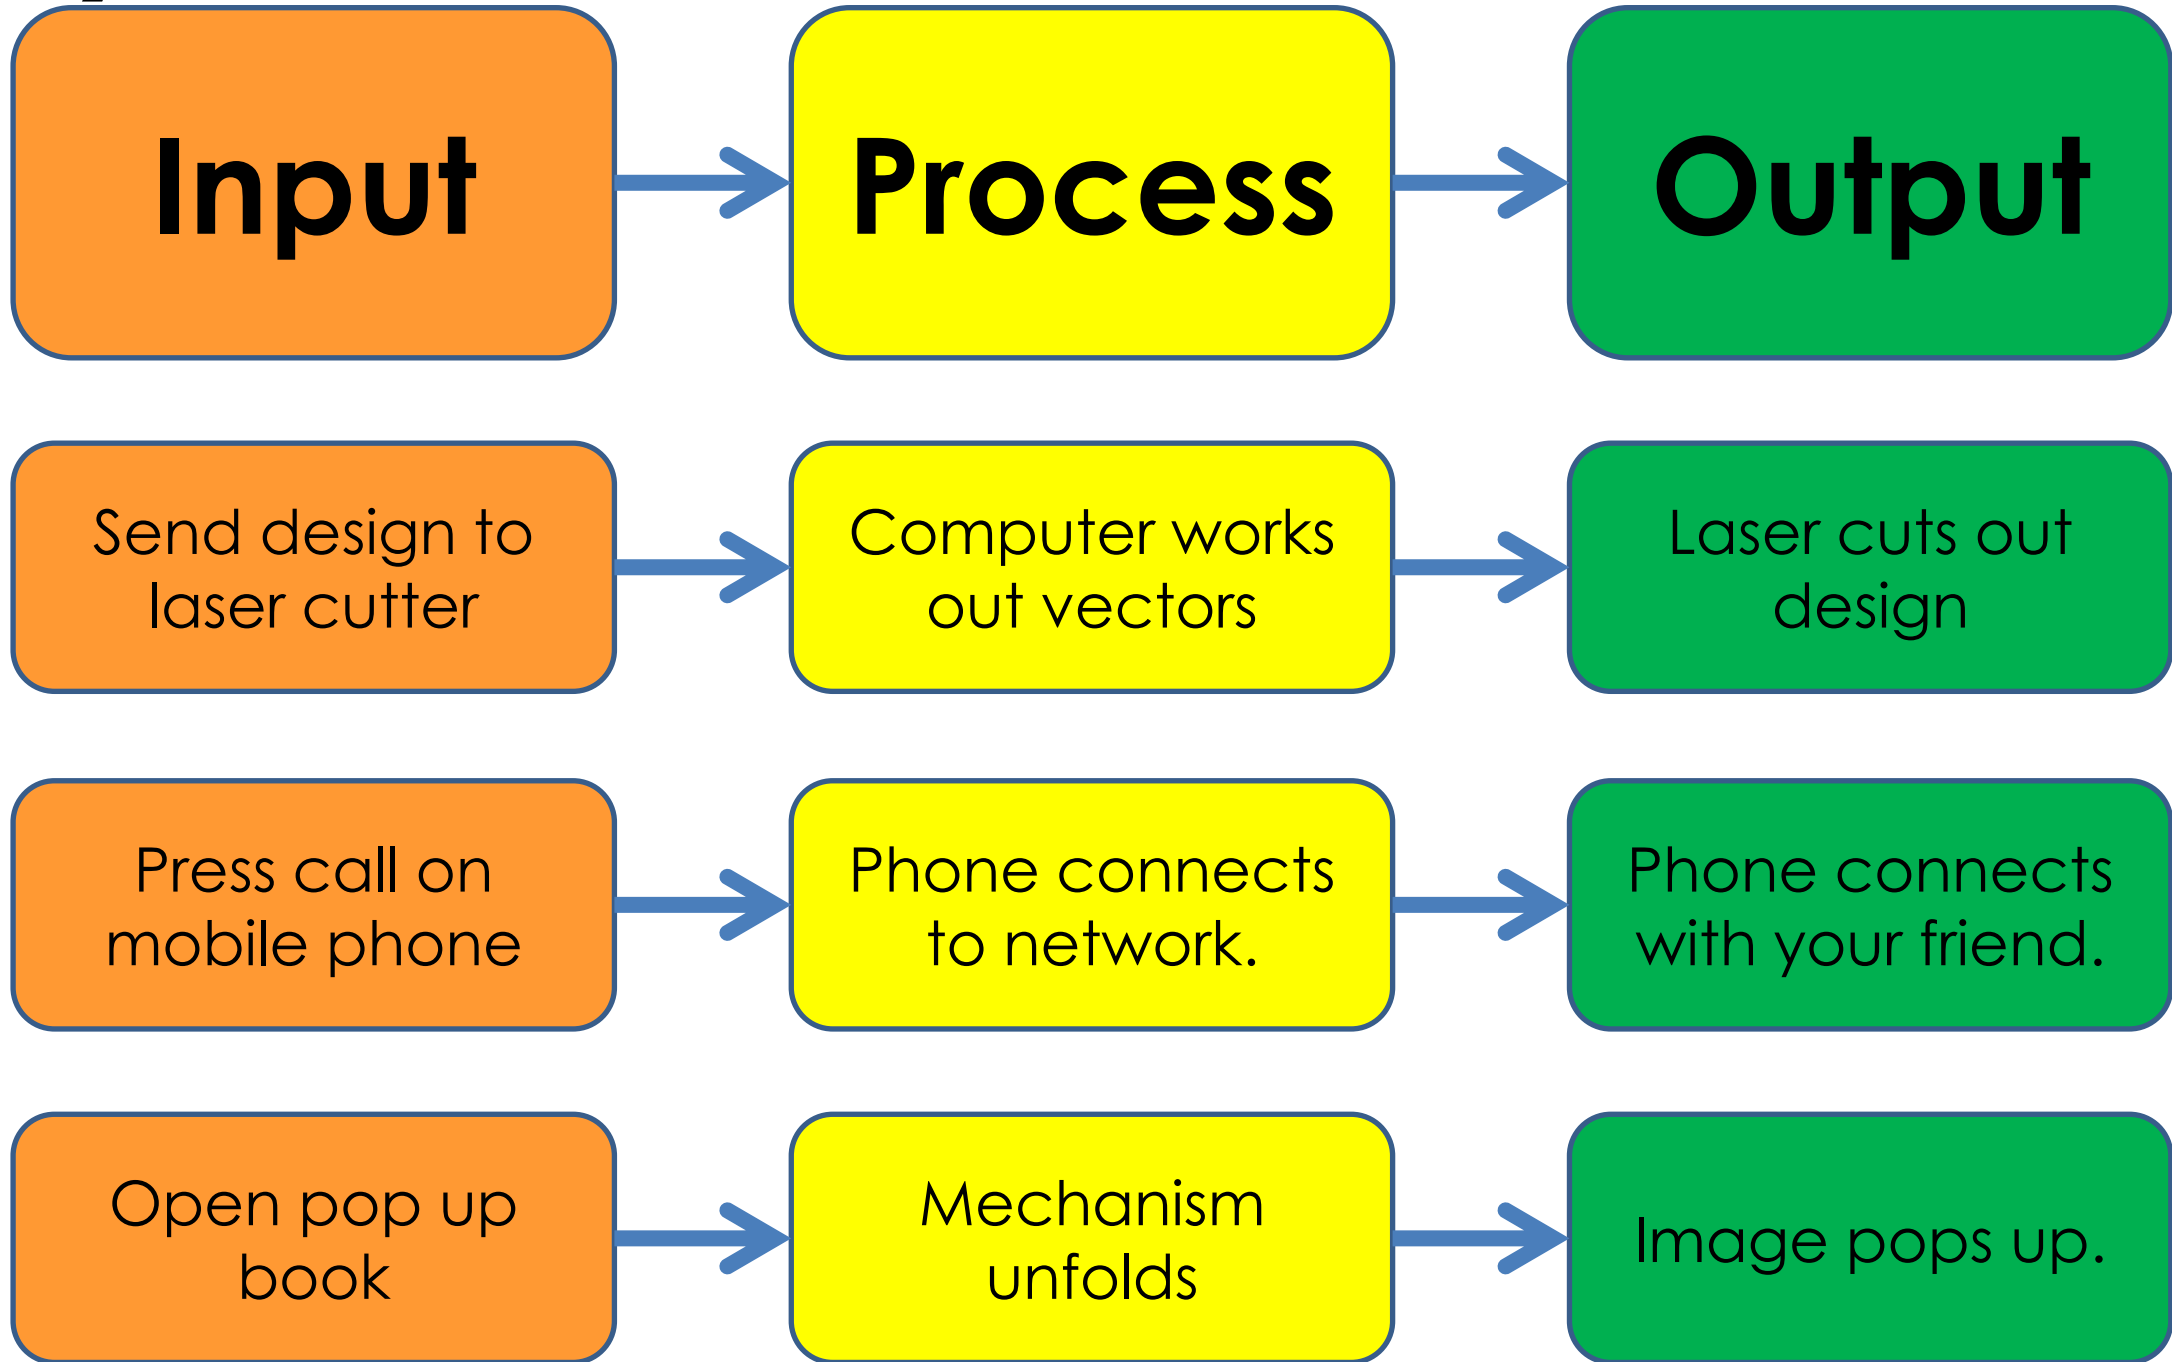 Input
Process
Output
Send design to
laser cutter
Computer works
out vectors
Laser cuts out
design
Press call on
mobile phone
Phone connects
to network.
Phone connects
with your friend.
Open pop up
book
Mechanism
unfolds
Image pops up.